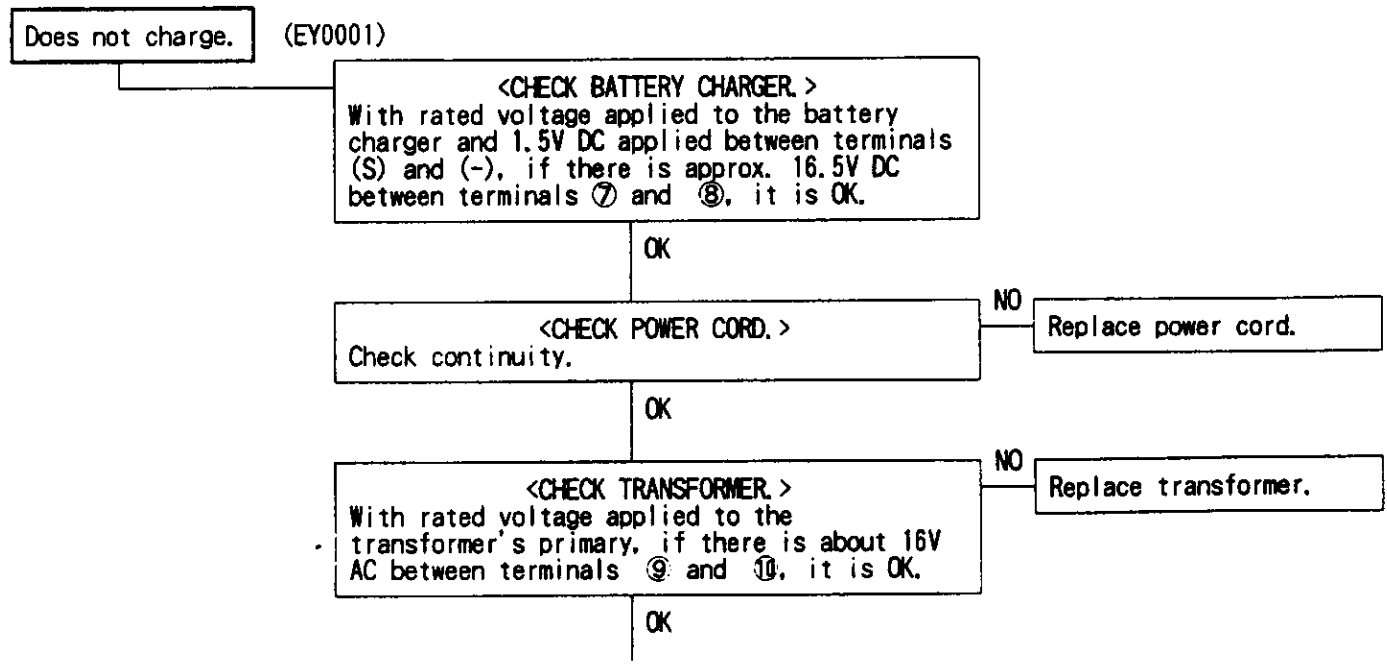 Does not charge. (EY0001)
<CHECK BATTERY CHARGER.>
With rated voltage applied to the battery
charger and 1.5V DC applied between terminals
(S) and (-), if there is approx. 16.5V DC
between terminals ⑦ and ⑧, it is OK.
OK
<CHECK POWER CORD.>
Check continuity.
NO
Replace power cord.
OK
<CHECK TRANSFORMER.>
With rated voltage applied to the
transformer's primary, if there is about 16V
AC between terminals ⑨ and ⑩, it is OK.
NO
Replace transformer.
OK